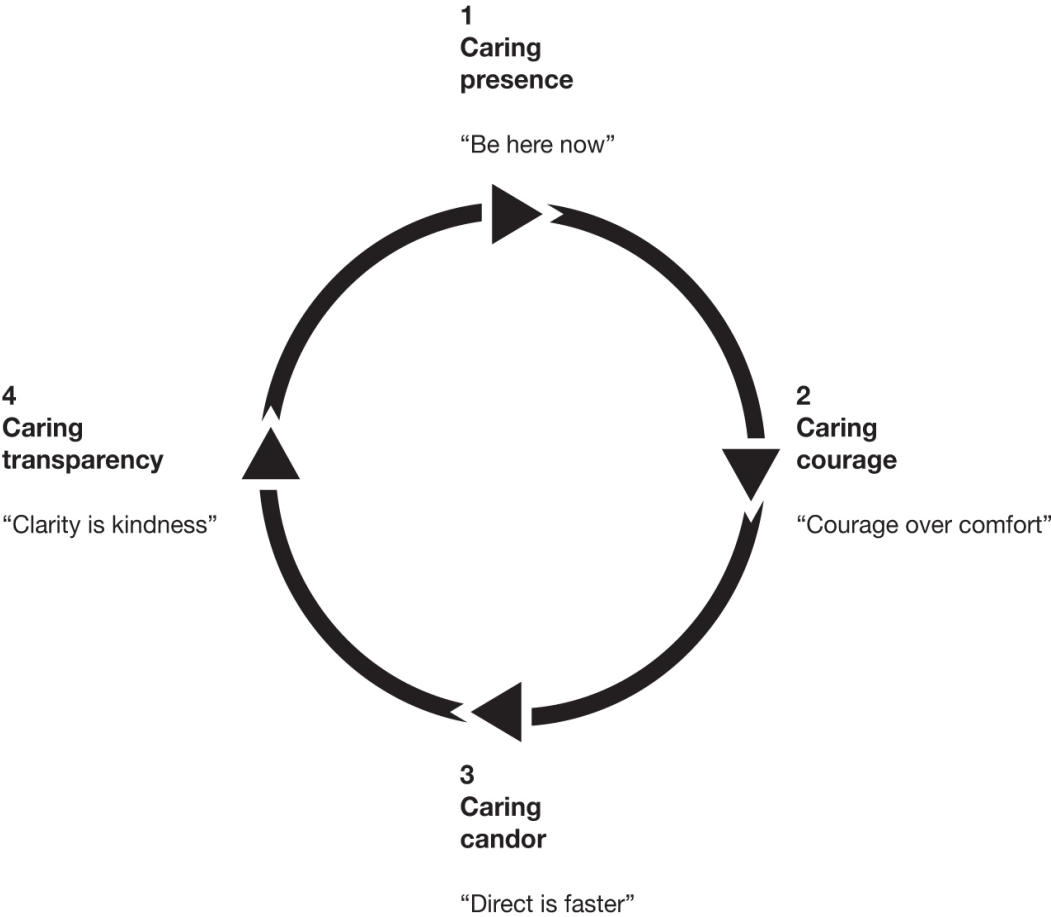 1
Caring
presence
“Be here now”
2
Caring
courage
“Courage over comfort”
3
Caring
candor
“Direct is faster”
4
Caring
transparency
“Clarity is kindness”